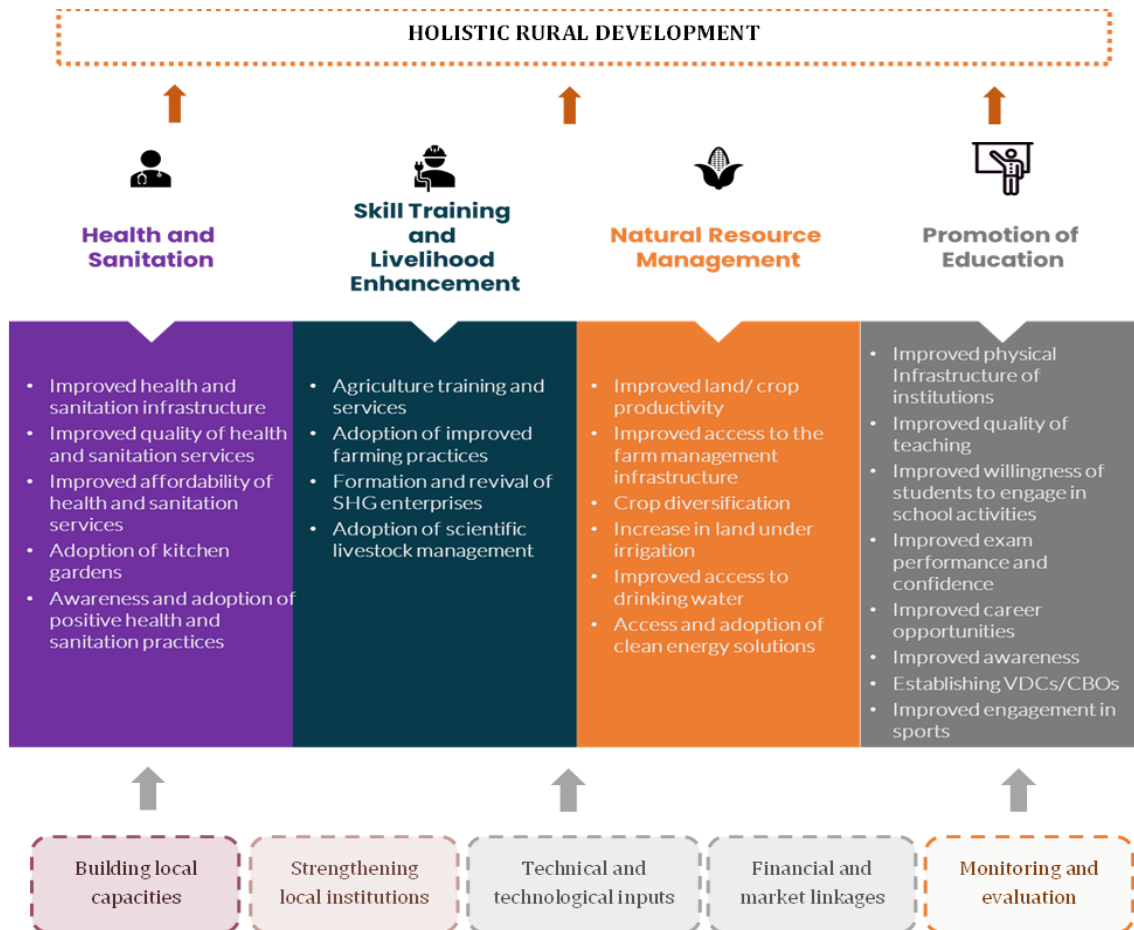 HOLISTIC RURAL DEVELOPMENT
Health and
Sanitation
Skill Training
and
Livelihood
Enhancement
Natural Resource
Management
Promotion of
Education
• Improved health and
sanitation infrastructure
• Improved quality of health
and sanitation services
• Improved affordability of
health and sanitation
services
• Adoption of kitchen
gardens
• Awareness and adoption of
positive health and
sanitation practices
• Agriculture training and
services
• Adoption of improved
farming practices
• Formation and revival of
SHG enterprises
• Adoption of scientific
livestock management
• Improved land/ crop
productivity
• Improved access to the
farm management
infrastructure
• Crop diversification
• Increase in land under
irrigation
• Improved access to
drinking water
• Access and adoption of
clean energy solutions
• Improved physical
Infrastructure of
institutions
• Improved quality of
teaching
• Improved willingness of
students to engage in
school activities
• Improved exam
performance and
confidence
• Improved career
opportunities
• Improved awareness
• Establishing VDCs/CBOs
• Improved engagement in
sports
Building local
capacities
Strengthening
local institutions
Technical and
technological inputs
Financial and
market linkages
Monitoring and
evaluation